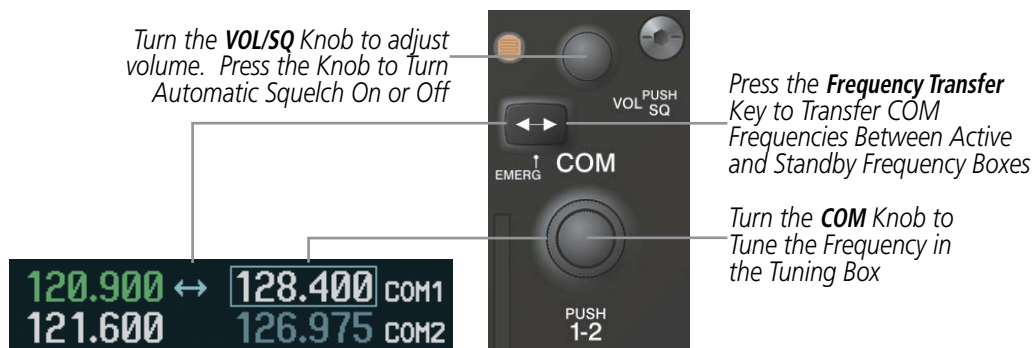 Turn the VOL/SQ Knob to adjust
volume. Press the Knob to Turn
Automatic Squelch On or Off
VOL PUSH SQ
Press the Frequency Transfer
Key to Transfer COM
Frequencies Between Active
and Standby Frequency Boxes
EMERG
COM
Turn the COM Knob to
Tune the Frequency in
the Tuning Box
120.900 ↔ 128.400 COM1
121.600 126.975 COM2
PUSH
1-2